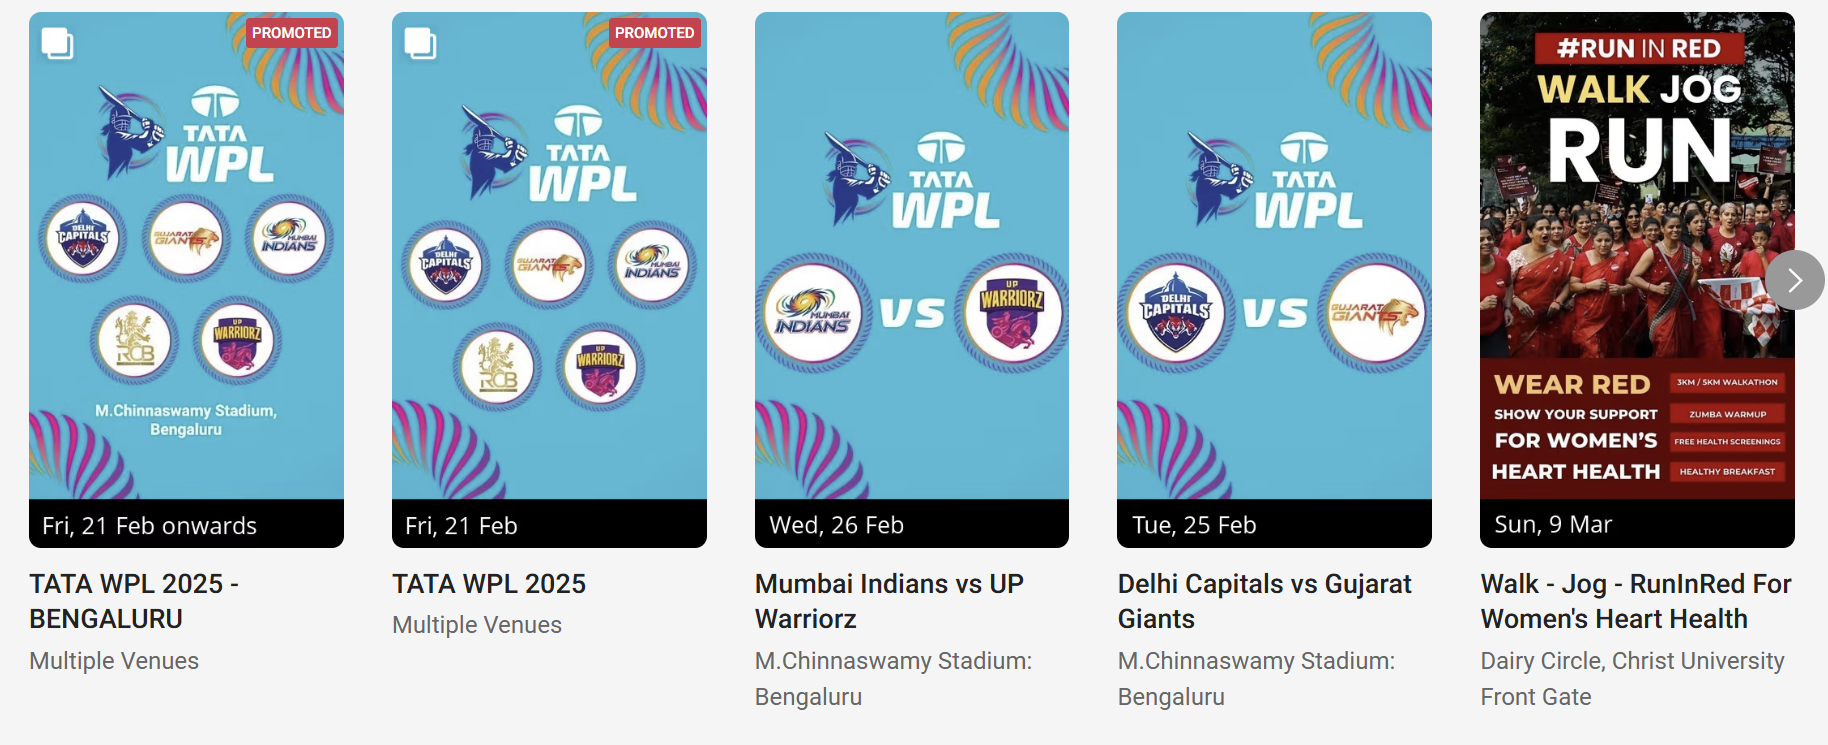 PROMOTED
TATA
WPL
DELHI
CAPITALS
GUJARAT
GIANTS
MUMBAI
INDIANS
RCB
UP
WARRIORZ
M.Chinnaswamy Stadium,
Bengaluru
Fri, 21 Feb onwards
TATA WPL 2025 -
BENGALURU
Multiple Venues
PROMOTED
TATA
WPL
DELHI
CAPITALS
GUJARAT
GIANTS
MUMBAI
INDIANS
RCB
UP
WARRIORZ
Fri, 21 Feb
TATA WPL 2025
Multiple Venues
TATA
WPL
MUMBAI
INDIANS
VS
UP
WARRIORZ
Wed, 26 Feb
Mumbai Indians vs UP
Warriorz
M.Chinnaswamy Stadium:
Bengaluru
TATA
WPL
DELHI
CAPITALS
VS
GUJARAT
GIANTS
Tue, 25 Feb
Delhi Capitals vs Gujarat
Giants
M.Chinnaswamy Stadium:
Bengaluru
#RUN IN RED
WALK JOG
RUN
WEAR RED
SHOW YOUR SUPPORT
FOR WOMEN'S
HEART HEALTH
3KM / 5KM WALKATHON
ZUMBA WARMUP
FREE HEALTH SCREENINGS
HEALTHY BREAKFAST
Sun, 9 Mar
Walk - Jog - RunInRed For
Women's Heart Health
Dairy Circle, Christ University
Front Gate